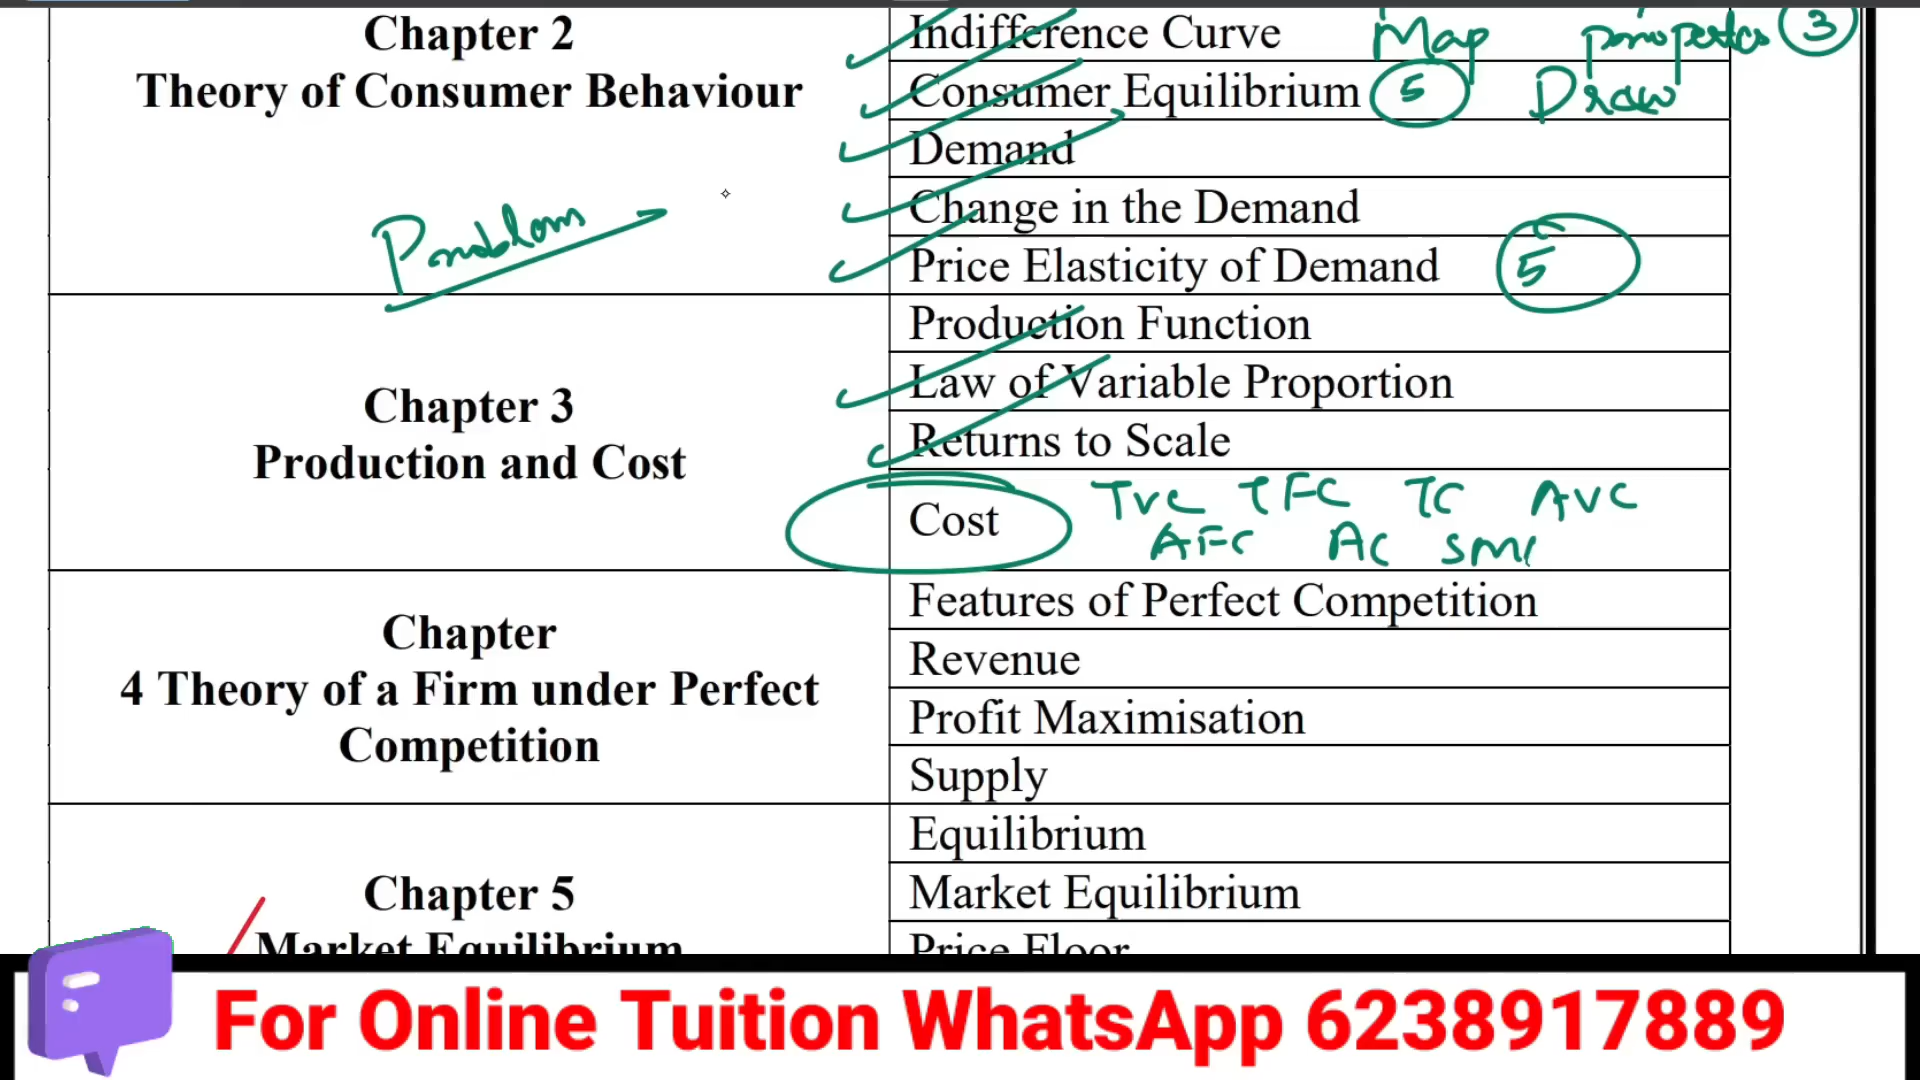 Chapter 2
Theory of Consumer Behaviour
Problem
Indifference Curve Map properties 3
Consumer Equilibrium 5 Draw
Demand
Change in the Demand
Price Elasticity of Demand 5
Chapter 3
Production and Cost
Production Function
Law of Variable Proportion
Returns to Scale
Cost TVC TFC TC AVC
AFC AC SMC
Chapter
4 Theory of a Firm under Perfect
Competition
Features of Perfect Competition
Revenue
Profit Maximisation
Supply
Chapter 5
Market Equilibrium
Equilibrium
Market Equilibrium
Price Floor
For Online Tuition WhatsApp 6238917889